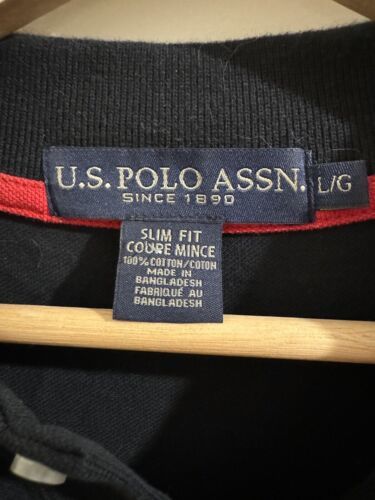 U.S. POLO ASSN.
SINCE 1890
L/G
SLIM FIT
COUPE MINCE
100% COTTON/COTON
MADE IN
BANGLADESH
FABRIQUÉ AU
BANGLADESH